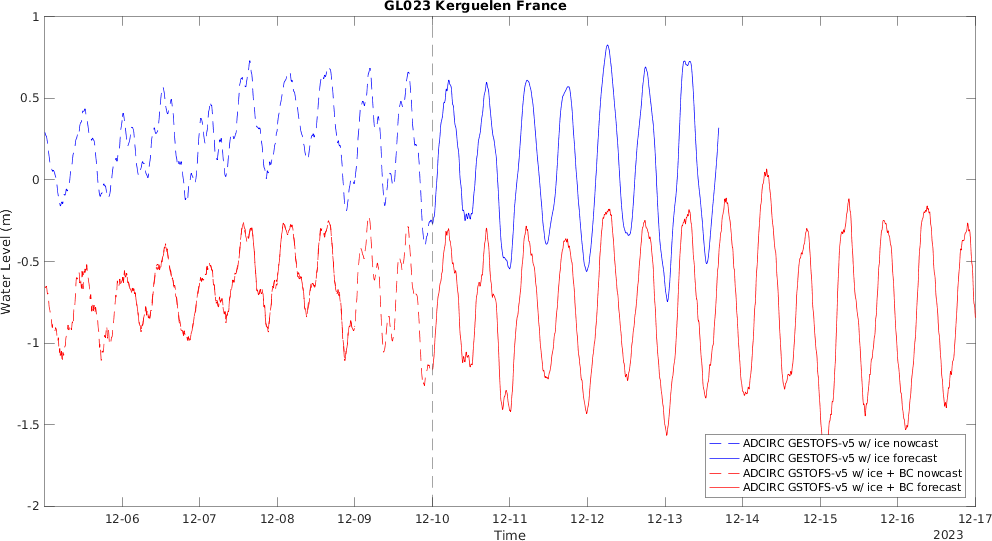 GL023 Kerguelen France
1
0.5
0
-0.5
-1
-1.5
-2
Water Level (m)
ADCIRC GESTOFS-v5 w/ ice nowcast
ADCIRC GESTOFS-v5 w/ ice forecast
ADCIRC GSTOFS-v5 w/ ice + BC nowcast
ADCIRC GSTOFS-v5 w/ ice + BC forecast
12-06 12-07 12-08 12-09 12-10 12-11 12-12 12-13 12-14 12-15 12-16 12-17
Time
2023